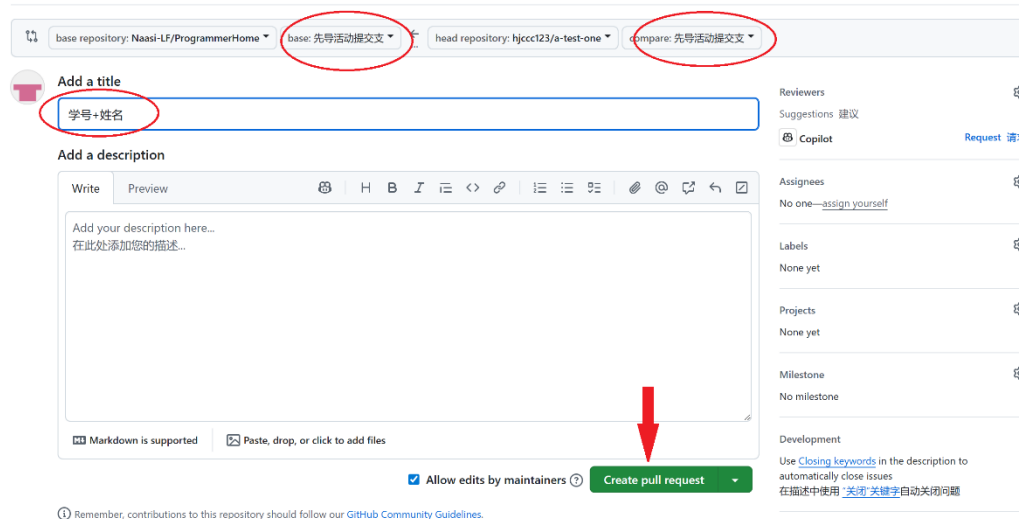 base repository: Naasi-LF/ProgrammerHome base: 先导活动提交支 head repository: hjccc123/a-test-one compare: 先导活动提交支
Add a title
学号+姓名
Add a description
Write Preview
Add your description here...
在此处添加您的描述...
Markdown is supported
Paste, drop, or click to add files
Allow edits by maintainers
Create pull request
Remember, contributions to this repository should follow our GitHub Community Guidelines.
Reviewers
Suggestions 建议
Copilot
Request
Assignees
No one—assign yourself
Labels
None yet
Projects
None yet
Milestone
No milestone
Development
Use Closing keywords in the description to
automatically close issues
在描述中使用 "关闭"关键字自动关闭问题